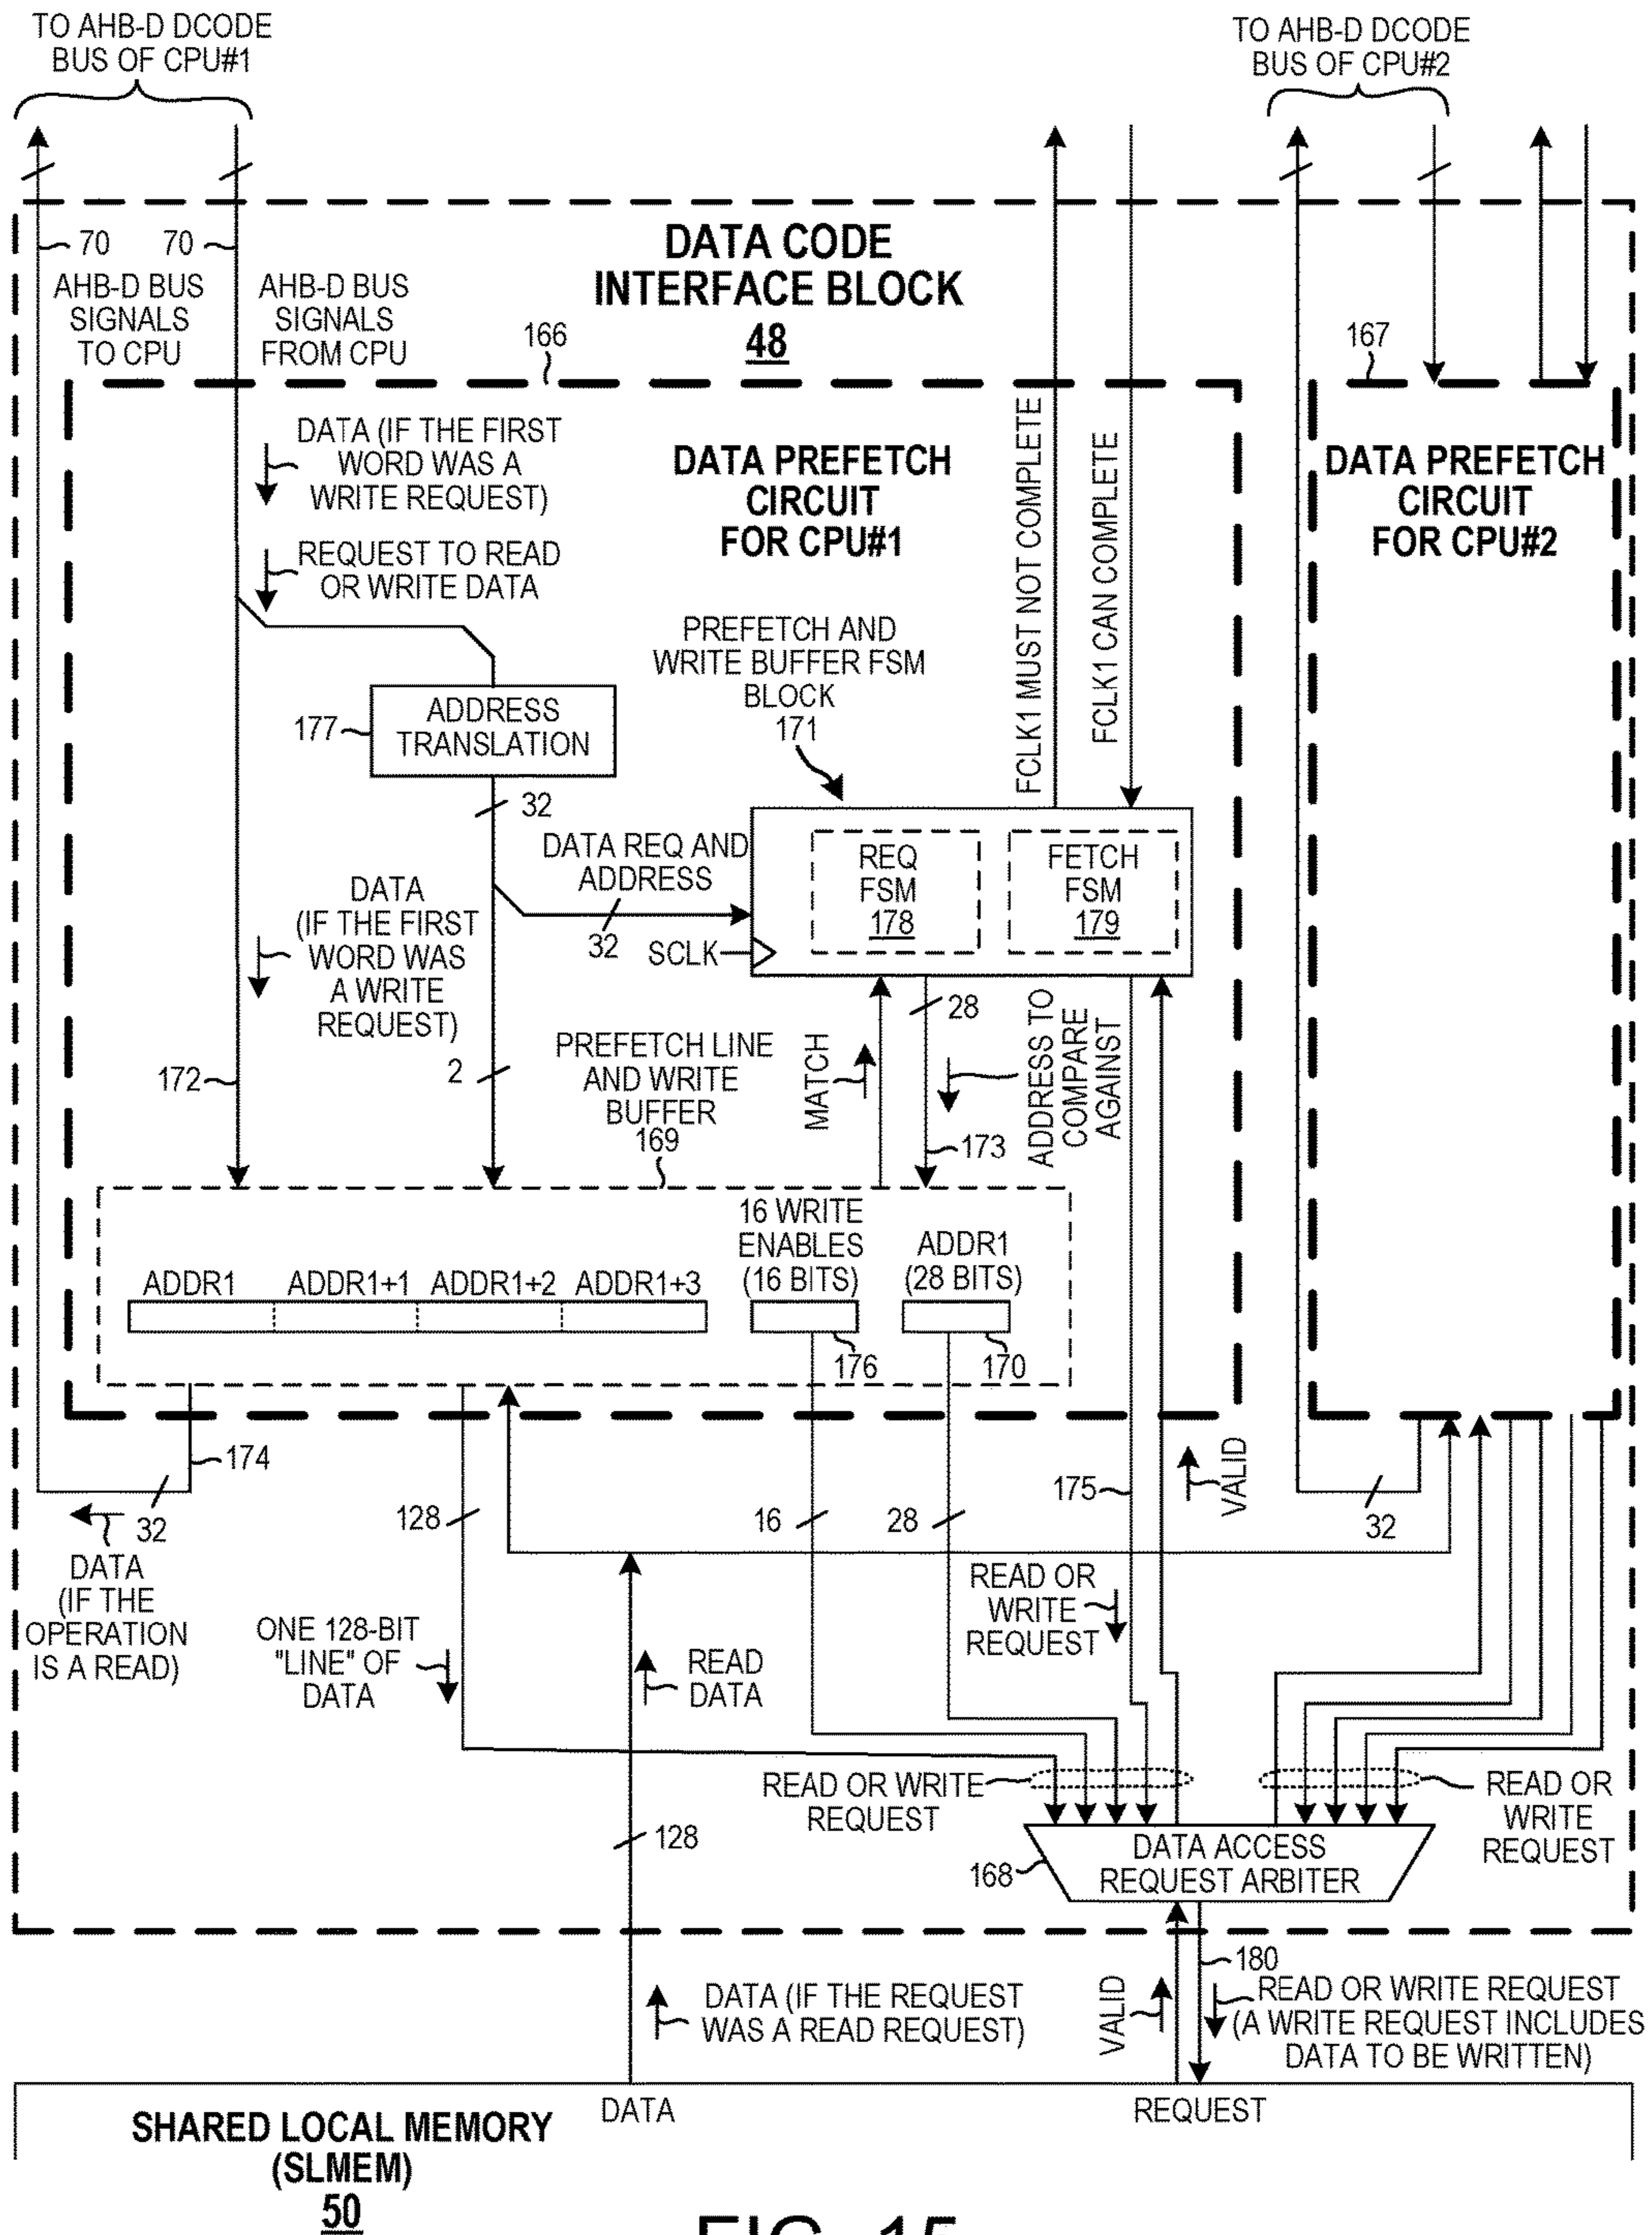 TO AHB-D DCODE
BUS OF CPU#1
TO AHB-D DCODE
BUS OF CPU#2
70
70
AHB-D BUS
SIGNALS
TO CPU
AHB-D BUS
SIGNALS
FROM CPU
DATA CODE
INTERFACE BLOCK
48
166
167
DATA (IF THE FIRST
WORD WAS A
WRITE REQUEST)
REQUEST TO READ
OR WRITE DATA
DATA PREFETCH
CIRCUIT
FOR CPU#1
FCLK1 MUST NOT COMPLETE
FCLK1 CAN COMPLETE
DATA PREFETCH
CIRCUIT
FOR CPU#2
PREFETCH AND
WRITE BUFFER FSM
BLOCK
171
177
ADDRESS
TRANSLATION
32
DATA REQ AND
ADDRESS
32
SCLK
REQ
FSM
178
FETCH
FSM
179
DATA
(IF THE FIRST
WORD WAS
A WRITE
REQUEST)
172
2
PREFETCH LINE
AND WRITE
BUFFER
169
MATCH
28
173
ADDRESS TO
COMPARE
AGAINST
16 WRITE
ENABLES
(16 BITS)
ADDR1
(28 BITS)
ADDR1
ADDR1+1
ADDR1+2
ADDR1+3
176
170
174
32
DATA
(IF THE
OPERATION
IS A READ)
128
16
28
175
VALID
32
ONE 128-BIT
"LINE" OF
DATA
READ
DATA
READ OR
WRITE
REQUEST
READ OR WRITE
REQUEST
READ OR
WRITE
REQUEST
128
168
DATA ACCESS
REQUEST ARBITER
180
DATA (IF THE REQUEST
WAS A READ REQUEST)
VALID
READ OR WRITE REQUEST
(A WRITE REQUEST INCLUDES
DATA TO BE WRITTEN)
DATA
REQUEST
SHARED LOCAL MEMORY
(SLMEM)
50
FIG. 15